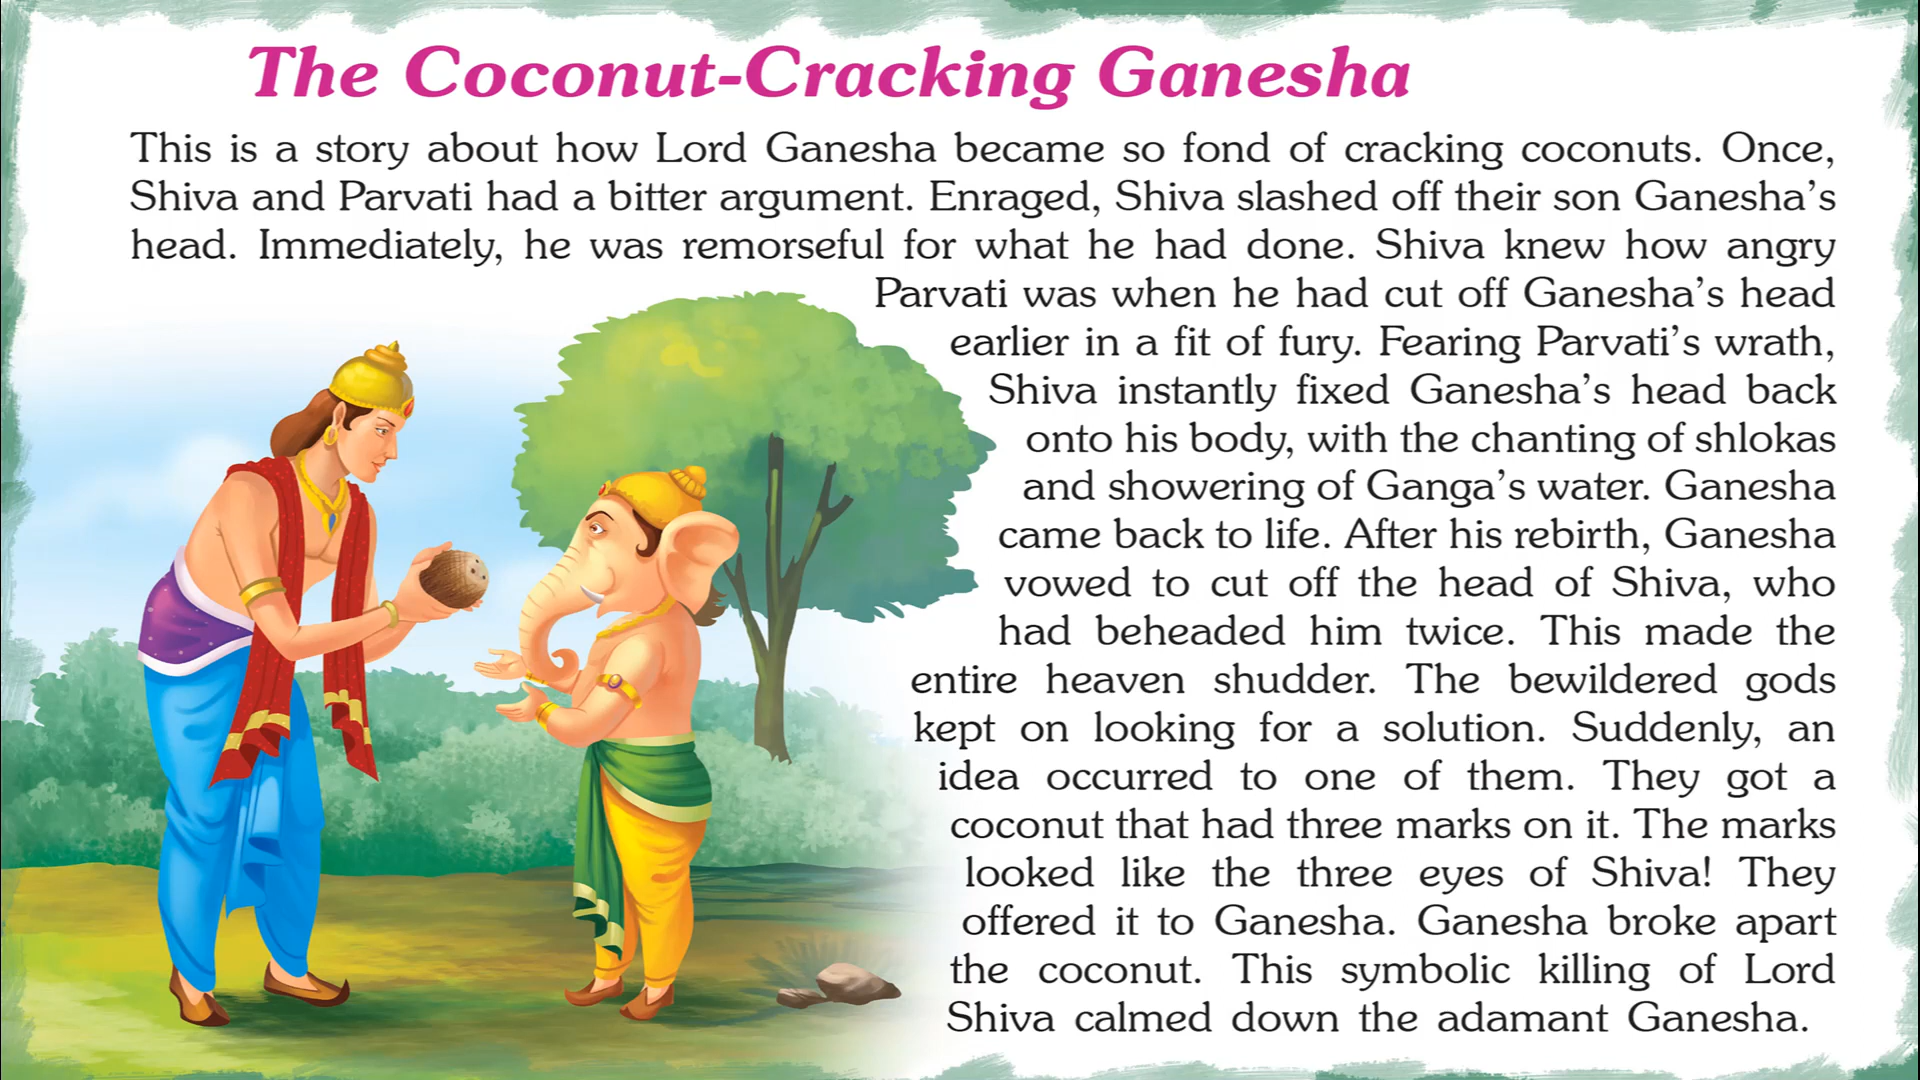 The Coconut-Cracking Ganesha
This is a story about how Lord Ganesha became so fond of cracking coconuts. Once,
Shiva and Parvati had a bitter argument. Enraged, Shiva slashed off their son Ganesha’s
head. Immediately, he was remorseful for what he had done. Shiva knew how angry
Parvati was when he had cut off Ganesha’s head
earlier in a fit of fury. Fearing Parvati’s wrath,
Shiva instantly fixed Ganesha’s head back
onto his body, with the chanting of shlokas
and showering of Ganga’s water. Ganesha
came back to life. After his rebirth, Ganesha
vowed to cut off the head of Shiva, who
had beheaded him twice. This made the
entire heaven shudder. The bewildered gods
kept on looking for a solution. Suddenly, an
idea occurred to one of them. They got a
coconut that had three marks on it. The marks
looked like the three eyes of Shiva! They
offered it to Ganesha. Ganesha broke apart
the coconut. This symbolic killing of Lord
Shiva calmed down the adamant Ganesha.